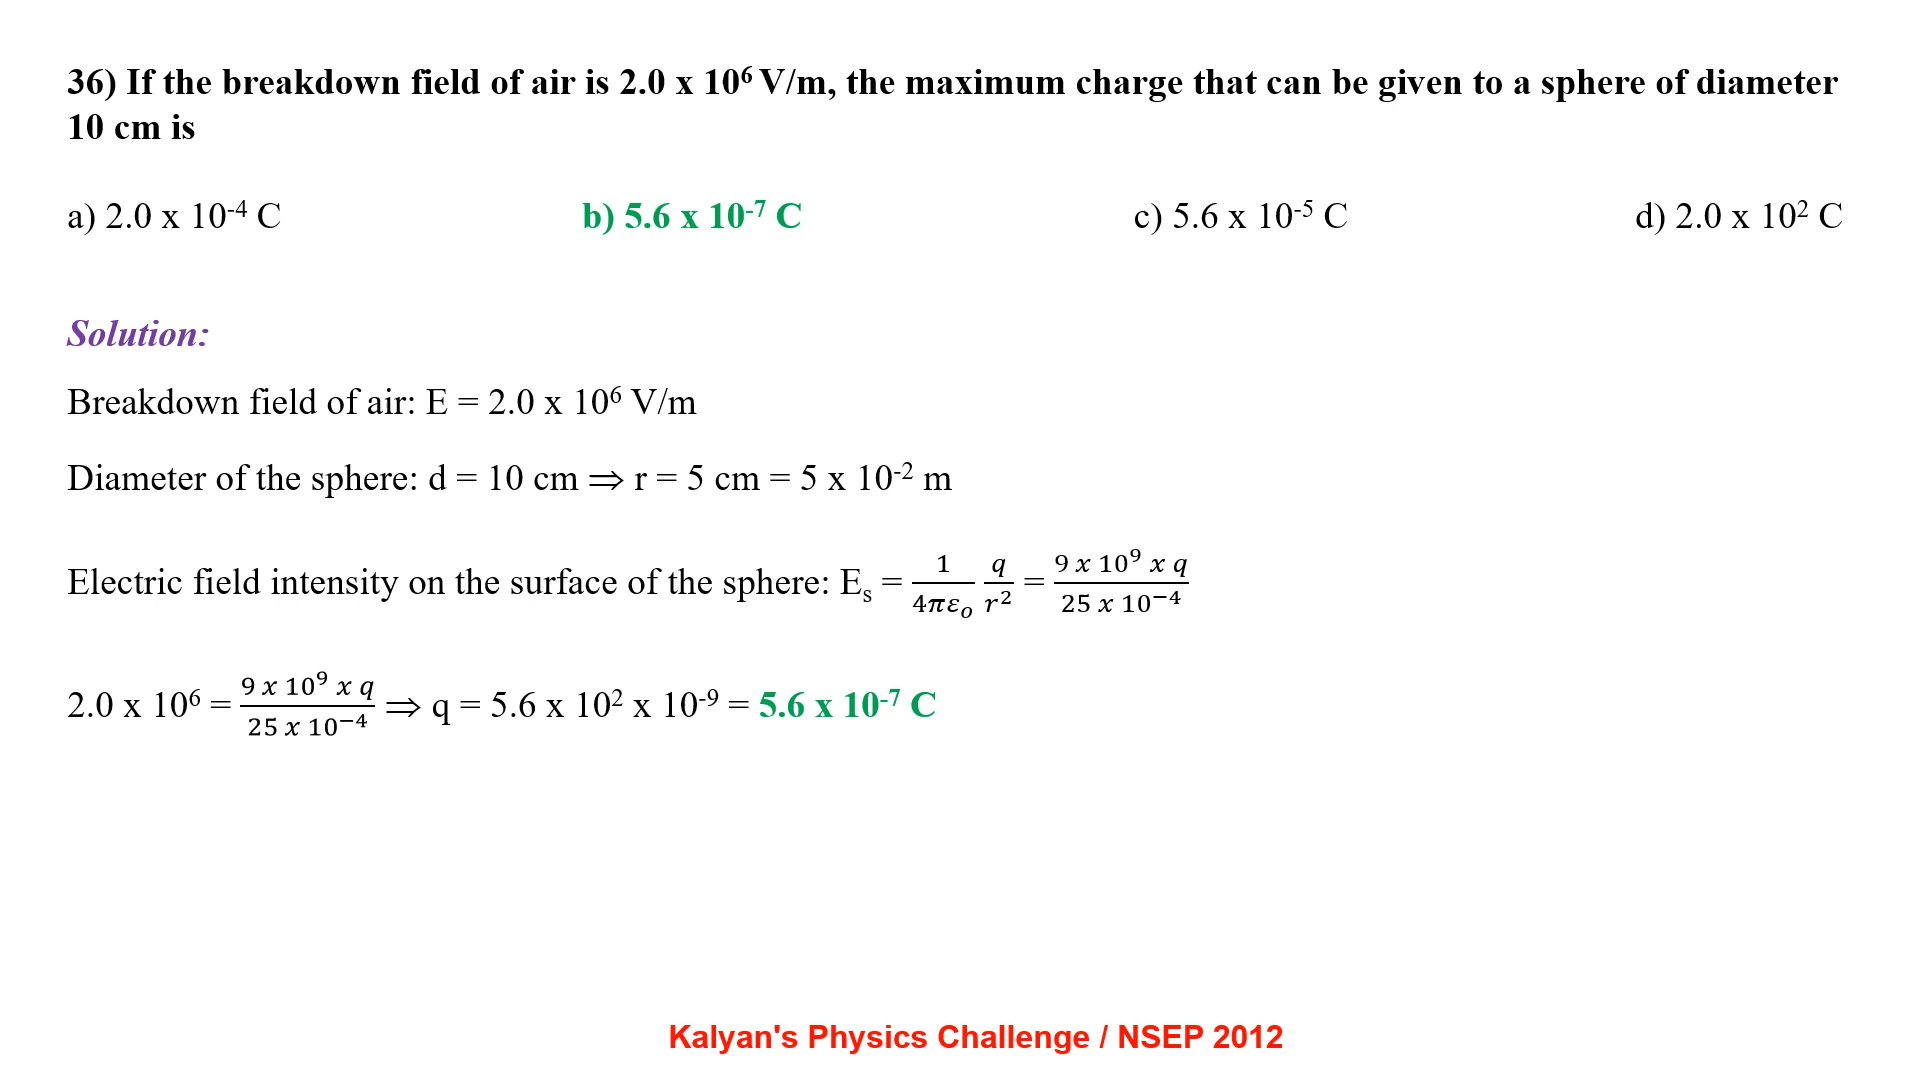 36) If the breakdown field of air is 2.0 x 10⁶ V/m, the maximum charge that can be given to a sphere of diameter
10 cm is
a) 2.0 x 10⁻⁴ C b) 5.6 x 10⁻⁷ C c) 5.6 x 10⁻⁵ C d) 2.0 x 10² C
Solution:
Breakdown field of air: E = 2.0 x 10⁶ V/m
Diameter of the sphere: d = 10 cm ⟹ r = 5 cm = 5 x 10⁻² m
Electric field intensity on the surface of the sphere: Eₛ = 1/(4πεₒ) q/r² = (9 x 10⁹ x q)/(25 x 10⁻⁴)
2.0 x 10⁶ = (9 x 10⁹ x q)/(25 x 10⁻⁴) ⟹ q = 5.6 x 10² x 10⁻⁹ = 5.6 x 10⁻⁷ C
Kalyan's Physics Challenge / NSEP 2012